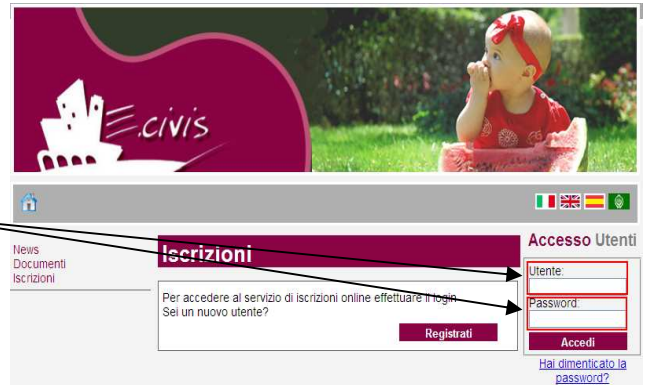 E.civis
News
Documenti
Iscrizioni
Iscrizioni
Per accedere al servizio di iscrizioni online effettuare il login
Sei un nuovo utente?
Registrati
Accesso Utenti
Utente:
Password:
Accedi
Hai dimenticato la
password?